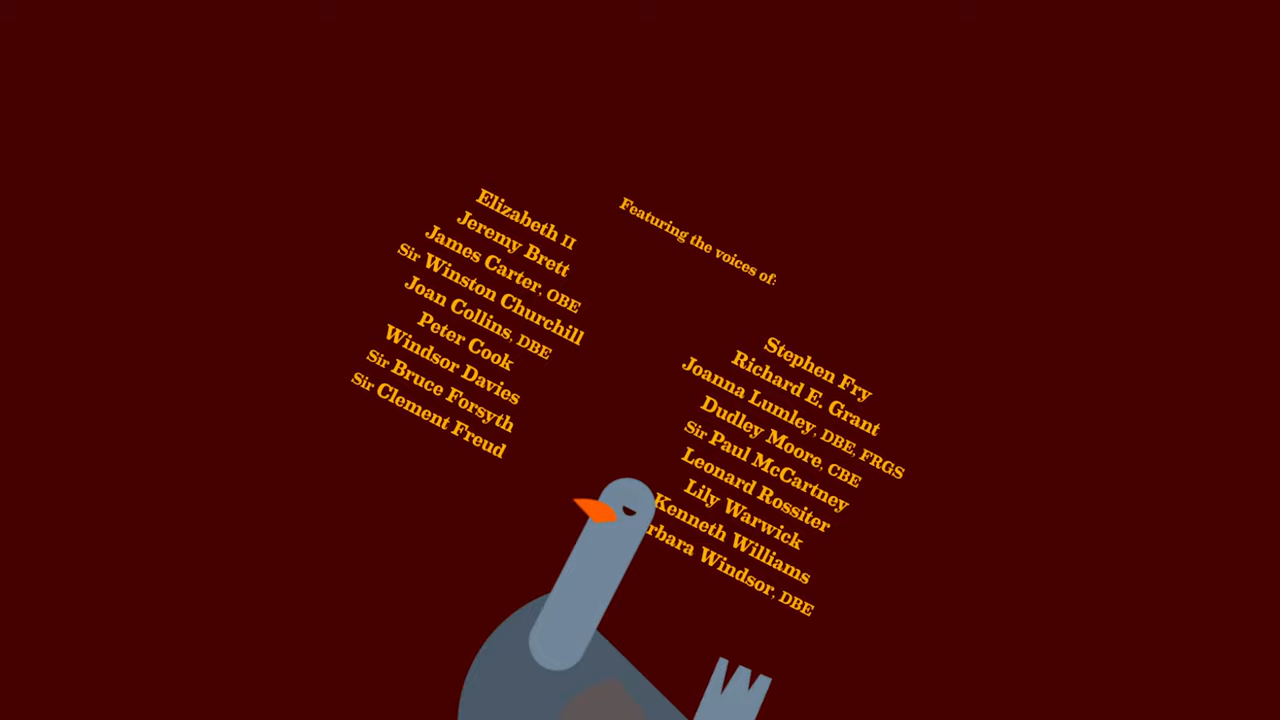 Featuring the voices of:
Elizabeth II
Jeremy Brett
James Carter, OBE
Sir Winston Churchill
Joan Collins, DBE
Peter Cook
Windsor Davies
Sir Bruce Forsyth
Sir Clement Freud
Stephen Fry
Richard E. Grant
Joanna Lumley, DBE, FRGS
Dudley Moore, CBE
Sir Paul McCartney
Leonard Rossiter
Lily Warwick
Kenneth Williams
rbara Windsor, DBE